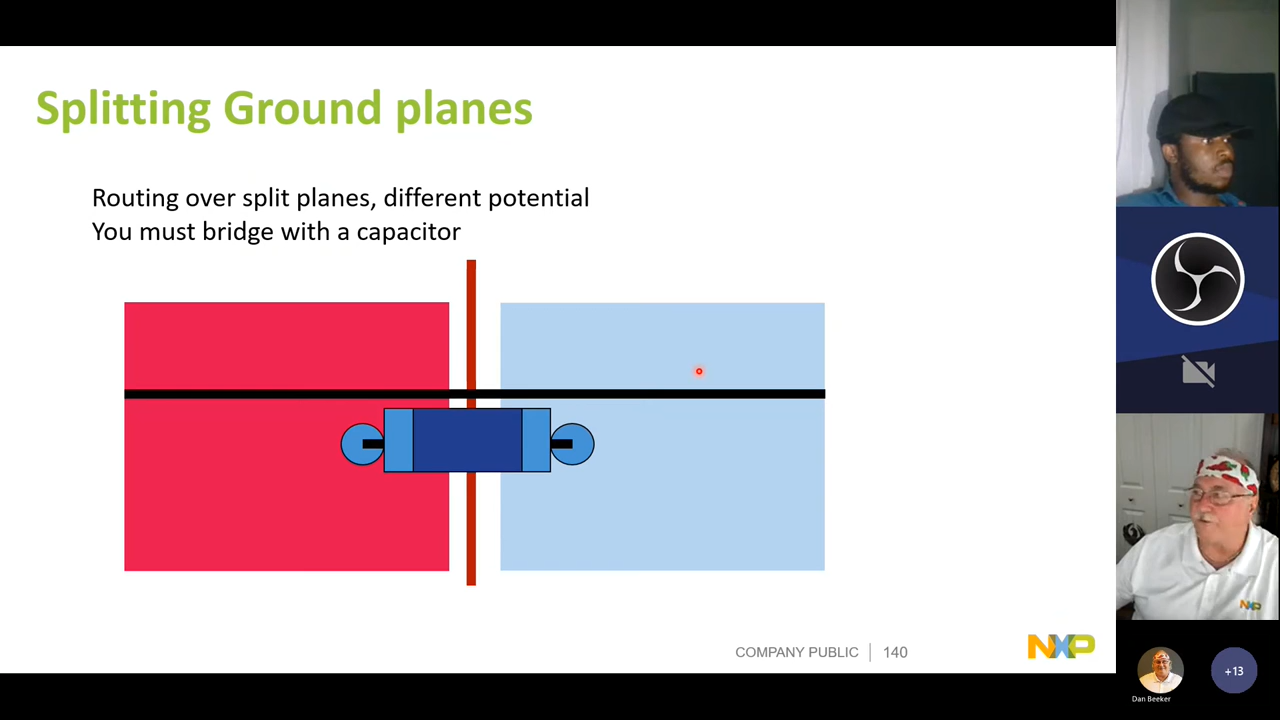 Splitting Ground planes
Routing over split planes, different potential
You must bridge with a capacitor
COMPANY PUBLIC | 140
NXP
NXP
Dan Beeker
+13